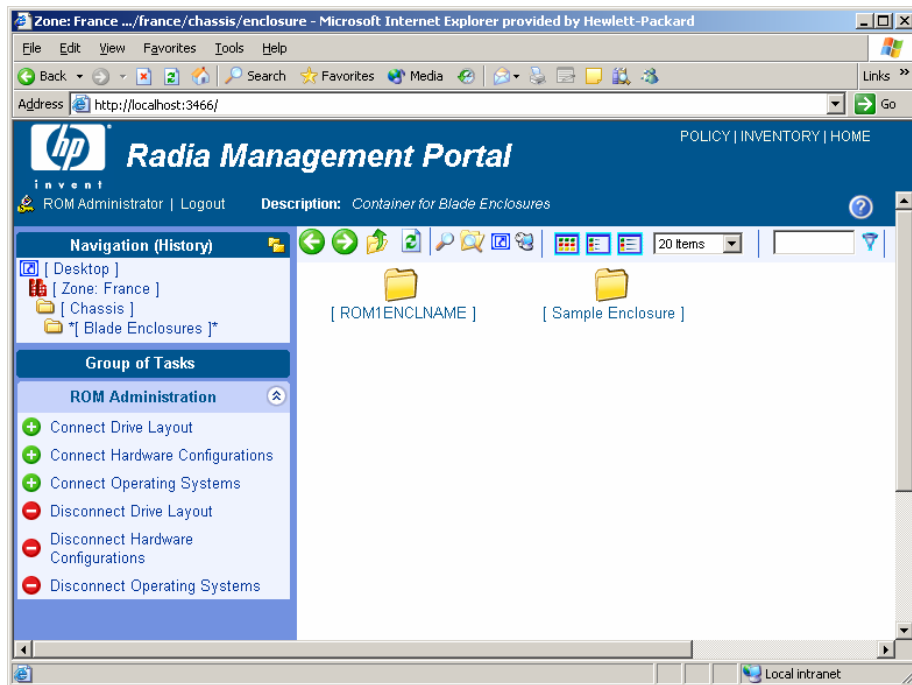 Zone: France .../france/chassis/enclosure - Microsoft Internet Explorer provided by Hewlett-Packard
File Edit View Favorites Tools Help
Back Search Favorites Media Links »
Address http://localhost:3466/ Go
hp
invent
Radia Management Portal
POLICY | INVENTORY | HOME
ROM Administrator | Logout Description: Container for Blade Enclosures
Navigation (History)
20 Items
[ Desktop ]
[ Zone: France ]
[ Chassis ]
*[ Blade Enclosures ]*
[ ROM1ENCLNAME ] [ Sample Enclosure ]
Group of Tasks
ROM Administration
Connect Drive Layout
Connect Hardware Configurations
Connect Operating Systems
Disconnect Drive Layout
Disconnect Hardware
Configurations
Disconnect Operating Systems
Local intranet